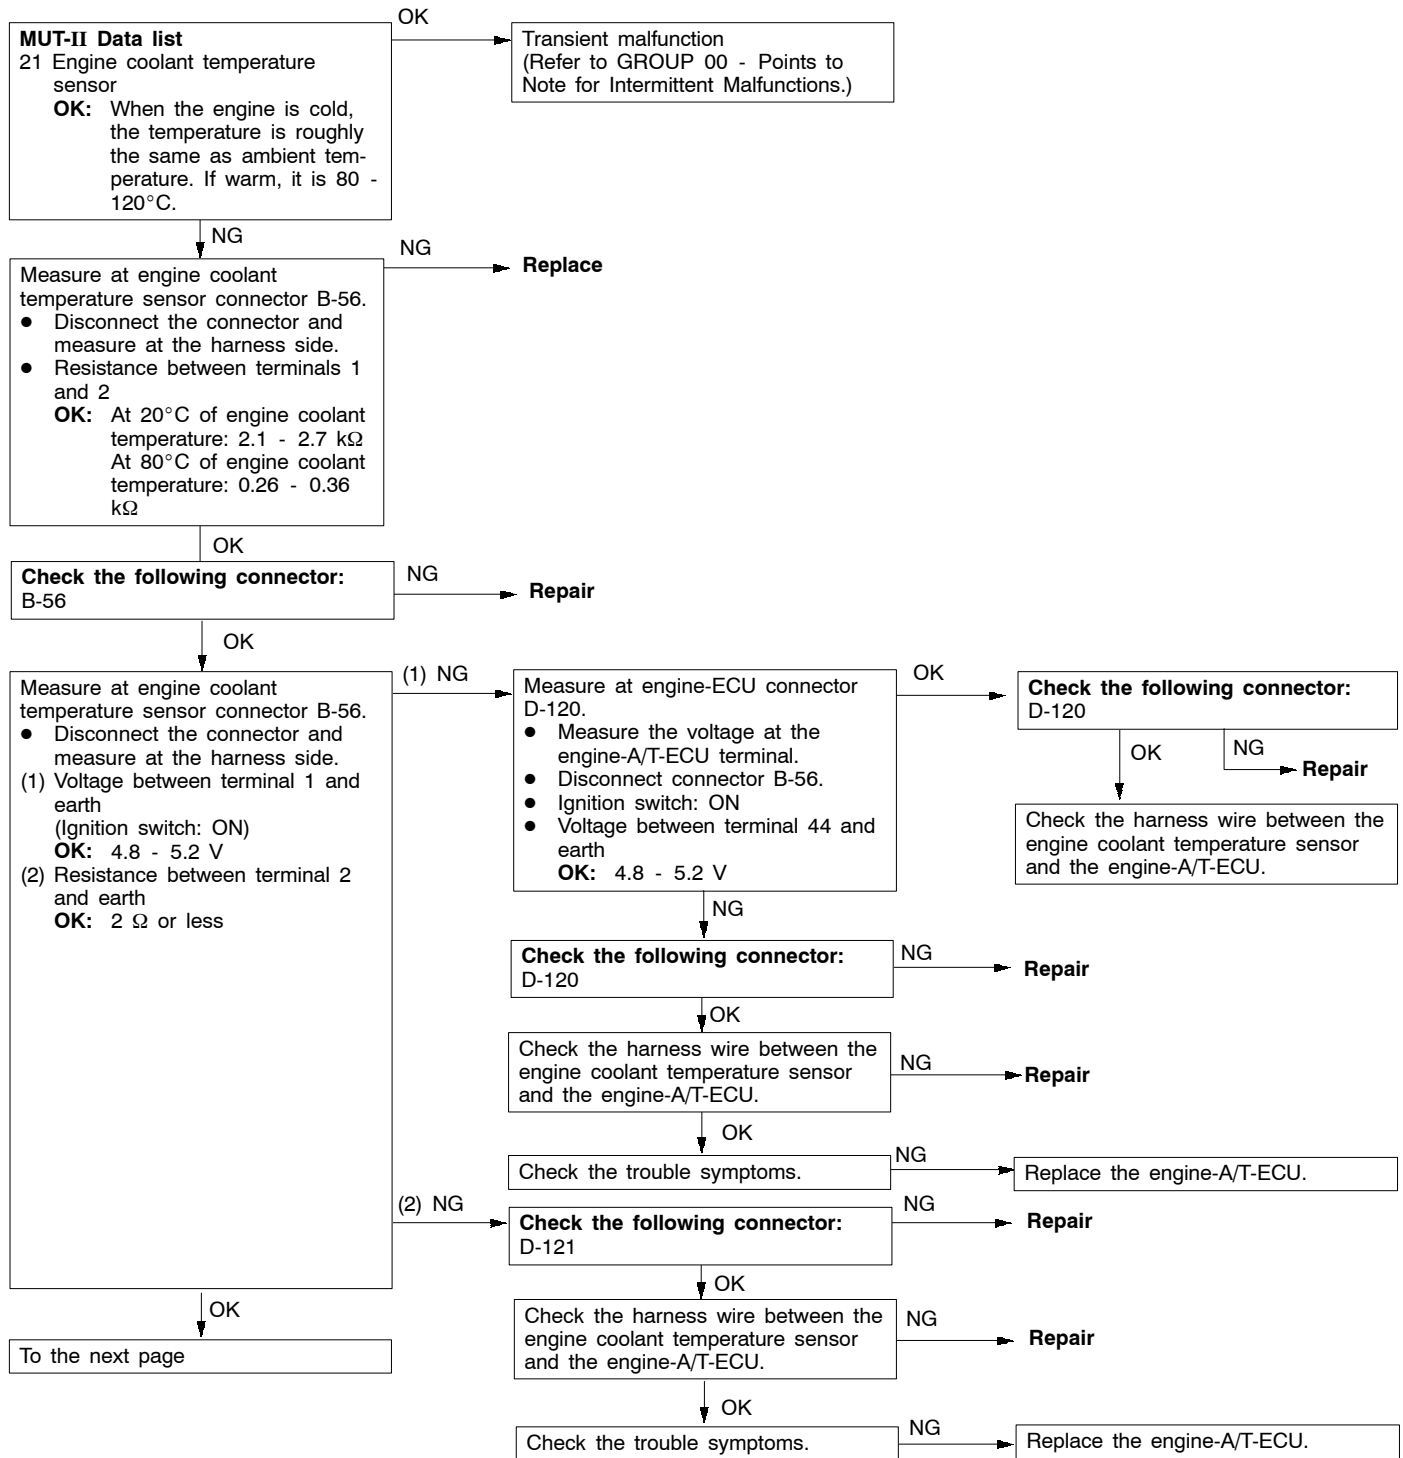 OK
MUT-II Data list
21 Engine coolant temperature
sensor
OK: When the engine is cold,
the temperature is roughly
the same as ambient tem-
perature. If warm, it is 80 -
120°C.
Transient malfunction
(Refer to GROUP 00 - Points to
Note for Intermittent Malfunctions.)
NG
NG
Replace
Measure at engine coolant
temperature sensor connector B-56.
● Disconnect the connector and
measure at the harness side.
● Resistance between terminals 1
and 2
OK: At 20°C of engine coolant
temperature: 2.1 - 2.7 kΩ
At 80°C of engine coolant
temperature: 0.26 - 0.36
kΩ
OK
Check the following connector:
B-56
NG
Repair
OK
Measure at engine coolant
temperature sensor connector B-56.
● Disconnect the connector and
measure at the harness side.
(1) Voltage between terminal 1 and
earth
(Ignition switch: ON)
OK: 4.8 - 5.2 V
(2) Resistance between terminal 2
and earth
OK: 2 Ω or less
(1) NG
Measure at engine-ECU connector
D-120.
● Measure the voltage at the
engine-A/T-ECU terminal.
● Disconnect connector B-56.
● Ignition switch: ON
● Voltage between terminal 44 and
earth
OK: 4.8 - 5.2 V
OK
Check the following connector:
D-120
OK
NG
Repair
Check the harness wire between the
engine coolant temperature sensor
and the engine-A/T-ECU.
NG
Check the following connector:
D-120
NG
Repair
OK
Check the harness wire between the
engine coolant temperature sensor
and the engine-A/T-ECU.
NG
Repair
OK
Check the trouble symptoms.
NG
Replace the engine-A/T-ECU.
(2) NG
Check the following connector:
D-121
NG
Repair
OK
Check the harness wire between the
engine coolant temperature sensor
and the engine-A/T-ECU.
NG
Repair
OK
Check the trouble symptoms.
NG
Replace the engine-A/T-ECU.
OK
To the next page